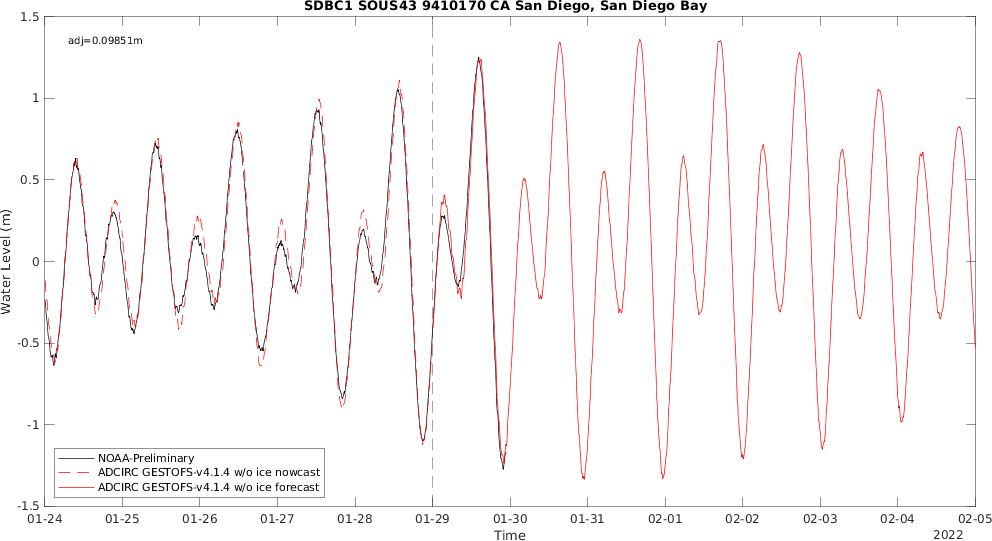 SDBC1 SOUS43 9410170 CA San Diego, San Diego Bay
adj=0.09851m
1.5
1
0.5
0
-0.5
-1
-1.5
Water Level (m)
NOAA-Preliminary
ADCIRC GESTOFS-v4.1.4 w/o ice nowcast
ADCIRC GESTOFS-v4.1.4 w/o ice forecast
01-24 01-25 01-26 01-27 01-28 01-29 01-30 01-31 02-01 02-02 02-03 02-04 02-05
Time
2022